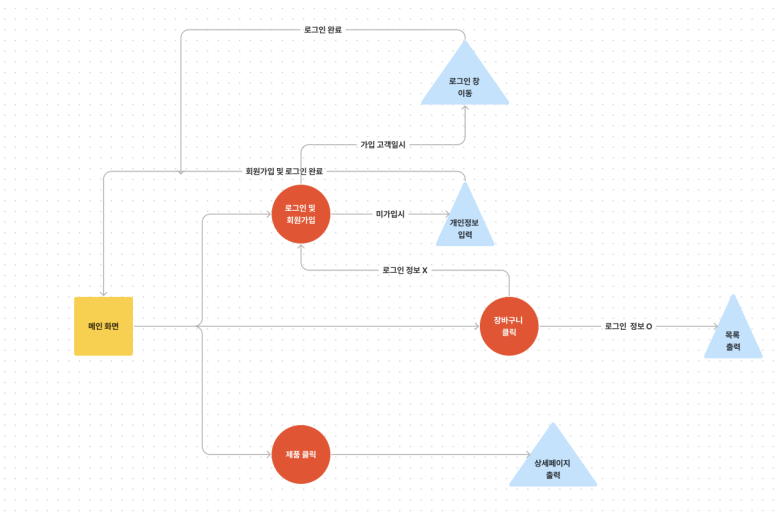 로그인 완료
로그인 창
이동
가입 고객일시
회원가입 및 로그인 완료
로그인 및
회원가입
미가입시
개인정보
입력
로그인 정보 X
메인 화면
장바구니
클릭
로그인 정보 O
목록
출력
제품 클릭
상세페이지
출력